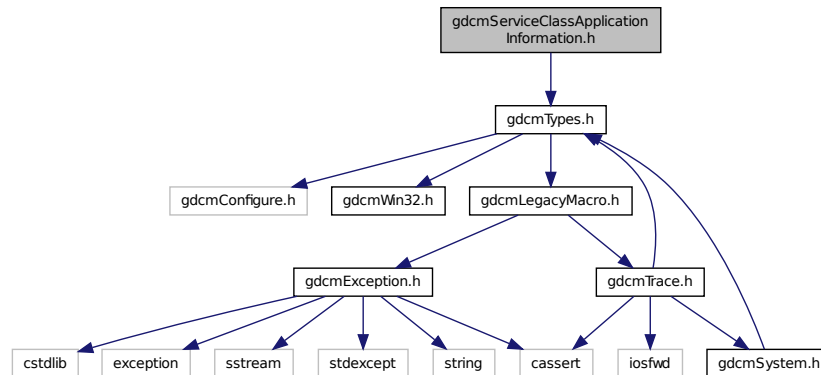 gdcmServiceClassApplication
Information.h
gdcmTypes.h
gdcmConfigure.h
gdcmWin32.h
gdcmLegacyMacro.h
gdcmException.h
gdcmTrace.h
cstdlib
exception
sstream
stdexcept
string
cassert
iosfwd
gdcmSystem.h